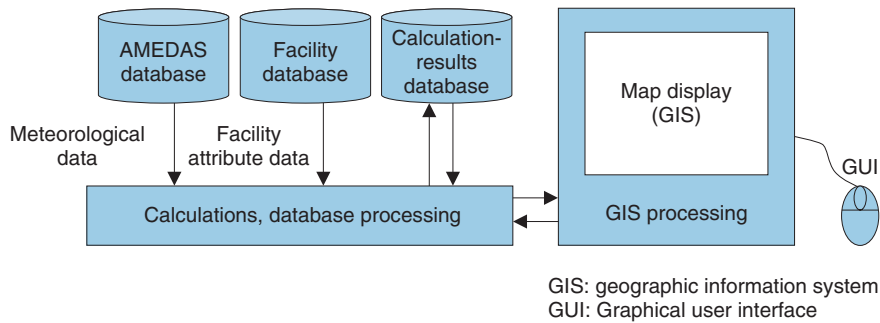 AMEDAS
database
Facility
database
Calculation-
results
database
Meteorological
data
Facility
attribute data
Calculations, database processing
Map display
(GIS)
GIS processing
GUI
GIS: geographic information system
GUI: Graphical user interface